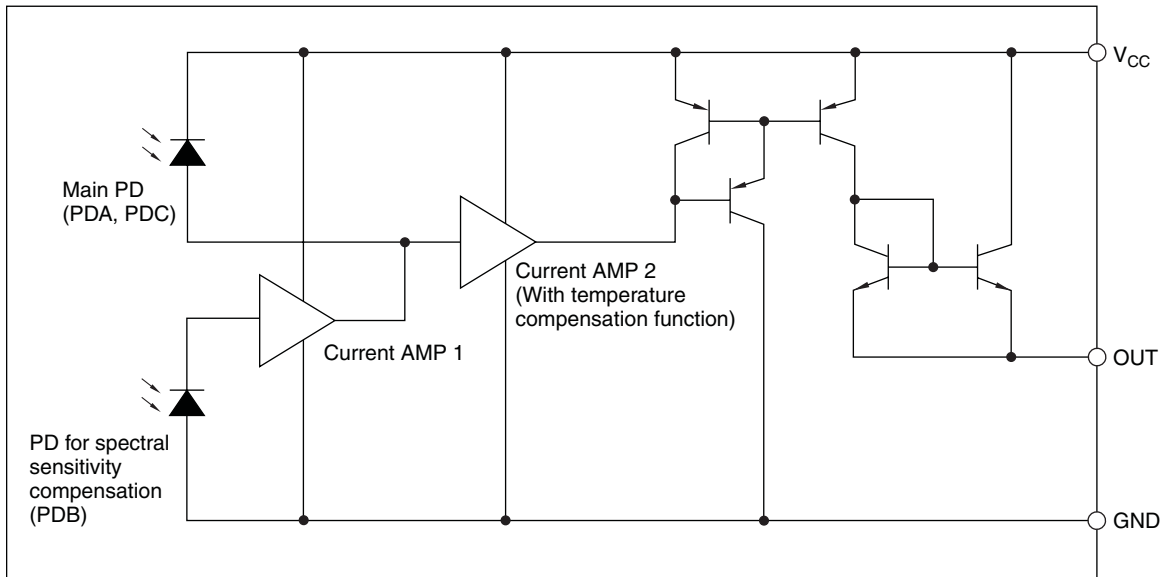 V_CC
Main PD
(PDA, PDC)
Current AMP 2
(With temperature
compensation function)
Current AMP 1
OUT
PD for spectral
sensitivity
compensation
(PDB)
GND